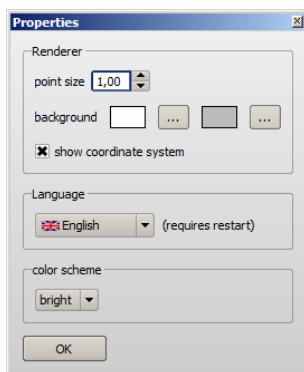 Properties
Renderer
point size 1,00
background ... ...
show coordinate system
Language
English (requires restart)
color scheme
bright
OK